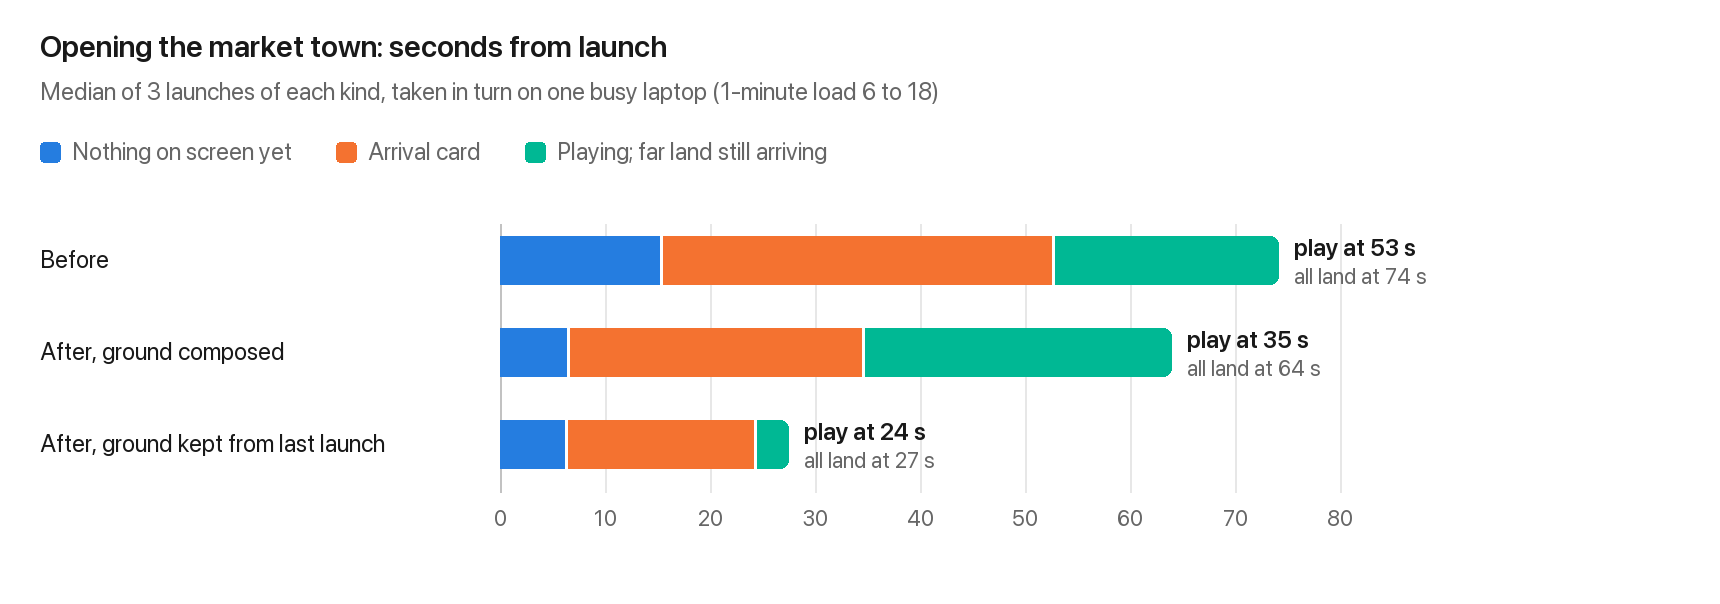 Opening the market town: seconds from launch
Median of 3 launches of each kind, taken in turn on one busy laptop (1-minute load 6 to 18)
Nothing on screen yet
Arrival card
Playing; far land still arriving
Before
play at 53 s
all land at 74 s
After, ground composed
play at 35 s
all land at 64 s
After, ground kept from last launch
play at 24 s
all land at 27 s
0 10 20 30 40 50 60 70 80